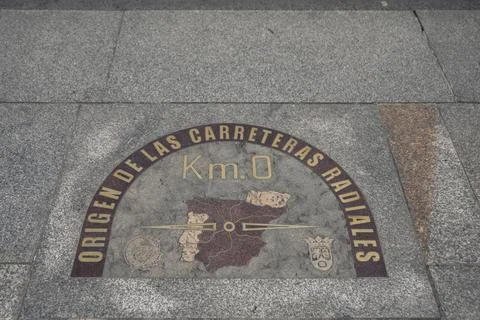 ORIGEN DE LAS CARRETERAS RADIALES
Km.0